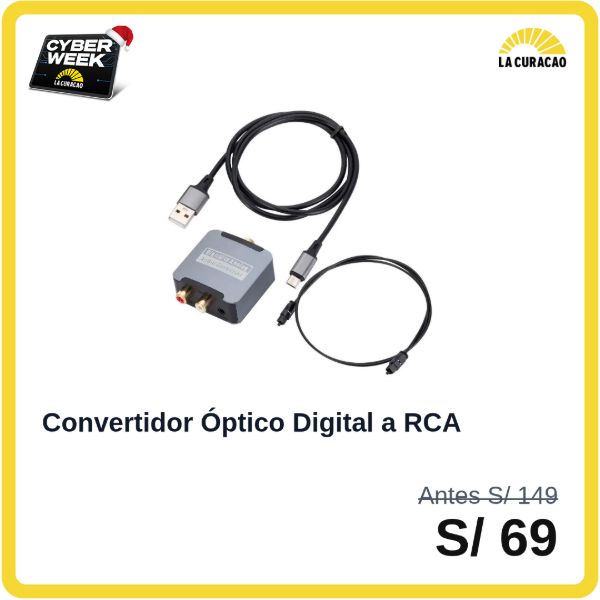 CYBER
WEEK
LA CURACAO
LA CURACAO
Convertidor Óptico Digital a RCA
Antes S/ 149
S/ 69